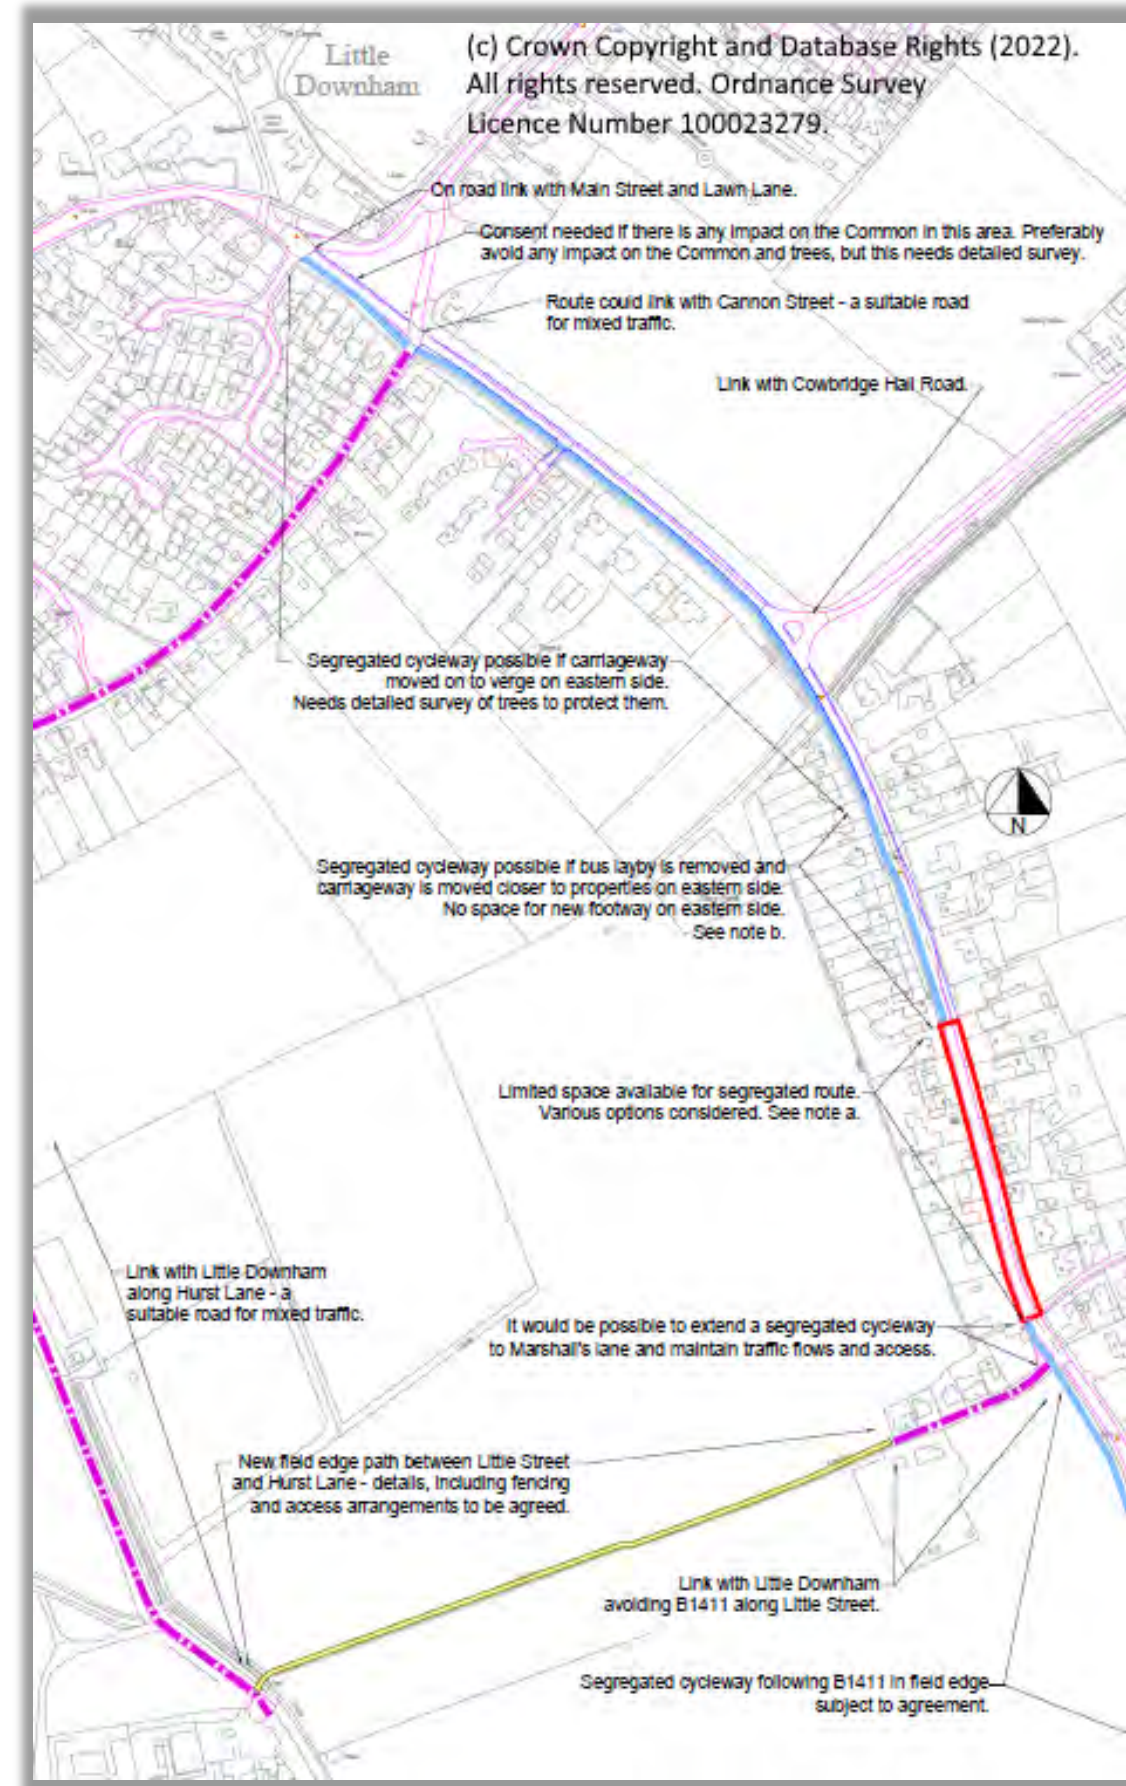 Little
Downham
(c) Crown Copyright and Database Rights (2022).
All rights reserved. Ordnance Survey
Licence Number 100023279.
On road link with Main Street and Lawn Lane.
Consent needed if there is any impact on the Common in this area. Preferably
avoid any impact on the Common and trees, but this needs detailed survey.
Route could link with Cannon Street - a suitable road
for mixed traffic.
Link with Cowbridge Hall Road.
Segregated cycleway possible if carriageway
moved on to verge on eastern side.
Needs detailed survey of trees to protect them.
N
Segregated cycleway possible if bus layby is removed and
carriageway is moved closer to properties on eastern side.
No space for new footway on eastern side.
See note b.
Limited space available for segregated route.
Various options considered. See note a.
Link with Little Downham
along Hurst Lane - a
suitable road for mixed traffic.
It would be possible to extend a segregated cycleway
to Marshall's lane and maintain traffic flows and access.
New field edge path between Little Street
and Hurst Lane - details, including fencing
and access arrangements to be agreed.
Link with Little Downham
avoiding B1411 along Little Street.
Segregated cycleway following B1411 in field edge
subject to agreement.